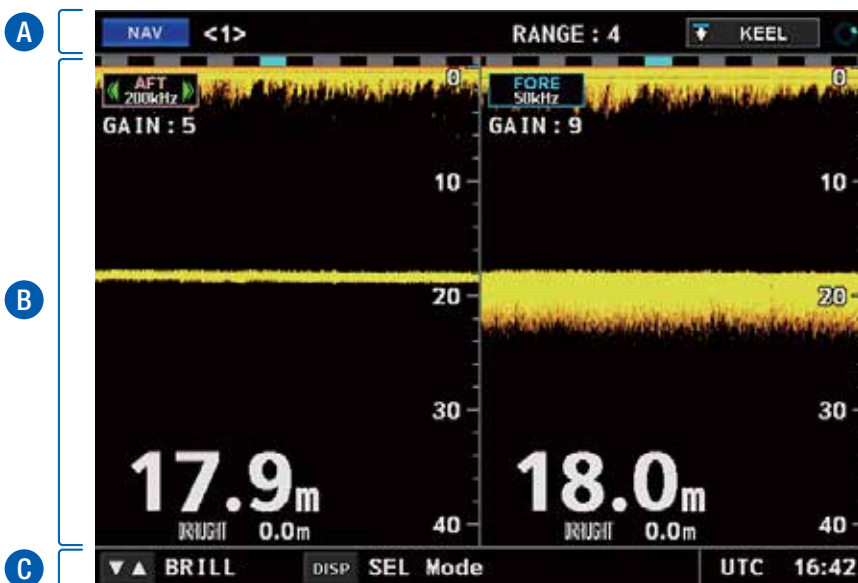 A
NAV <1> RANGE : 4 KEEL
B
AFT
200kHz
GAIN : 5
0
10
20
30
40
17.9m
DRAUGHT 0.0m
FORE
50kHz
GAIN : 9
0
10
20
30
40
18.0m
DRAUGHT 0.0m
C
▼ ▲ BRILL DISP SEL Mode UTC 16:42